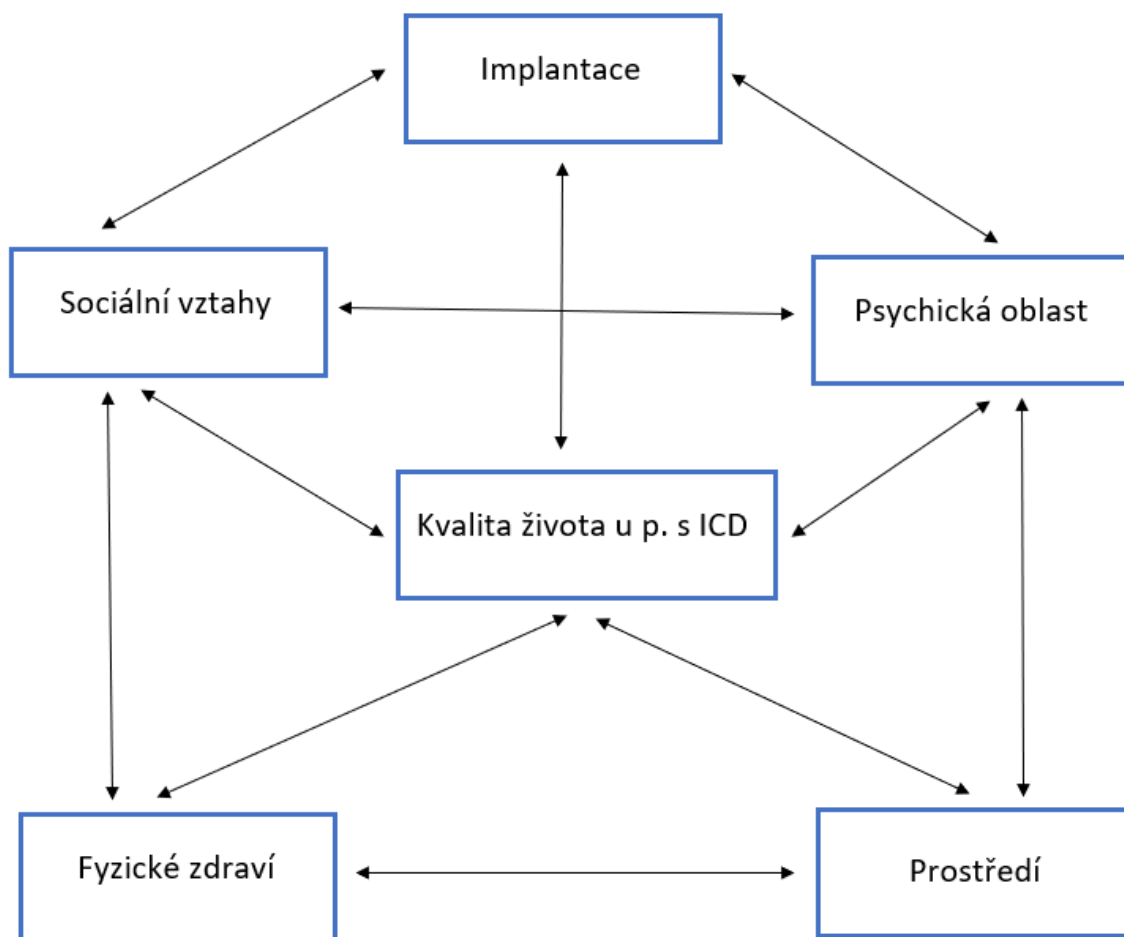 Implantace
Sociální vztahy
Psychická oblast
Kvalita života u p. s ICD
Fyzické zdraví
Prostředí